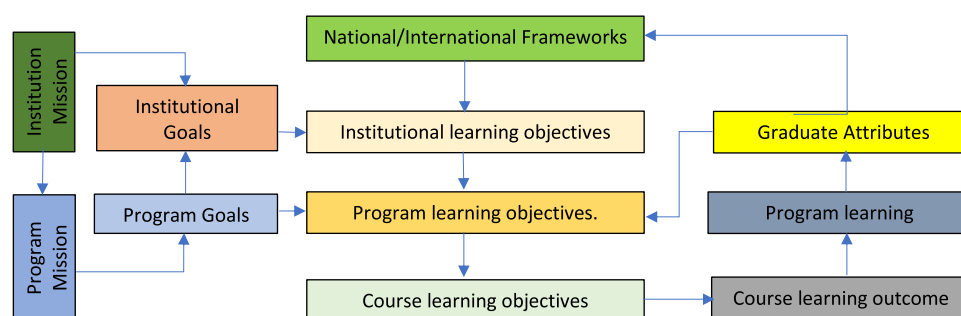 National/International Frameworks
Institution
Mission
Institutional
Goals
Institutional learning objectives
Graduate Attributes
Program
Mission
Program Goals
Program learning objectives.
Program learning
Course learning objectives
Course learning outcome